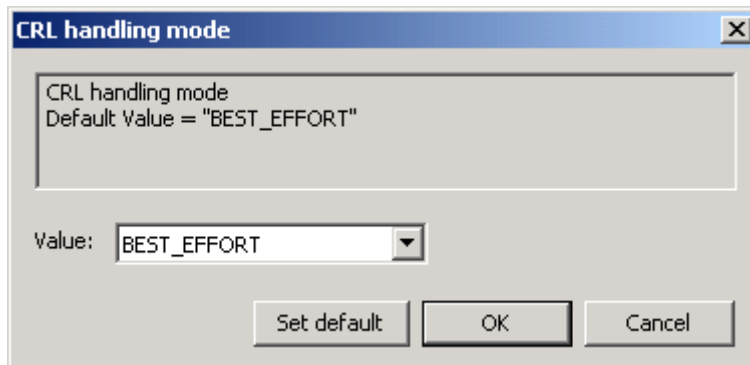 CRL handling mode
CRL handling mode
Default Value = "BEST_EFFORT"
Value: BEST_EFFORT
Set default OK Cancel